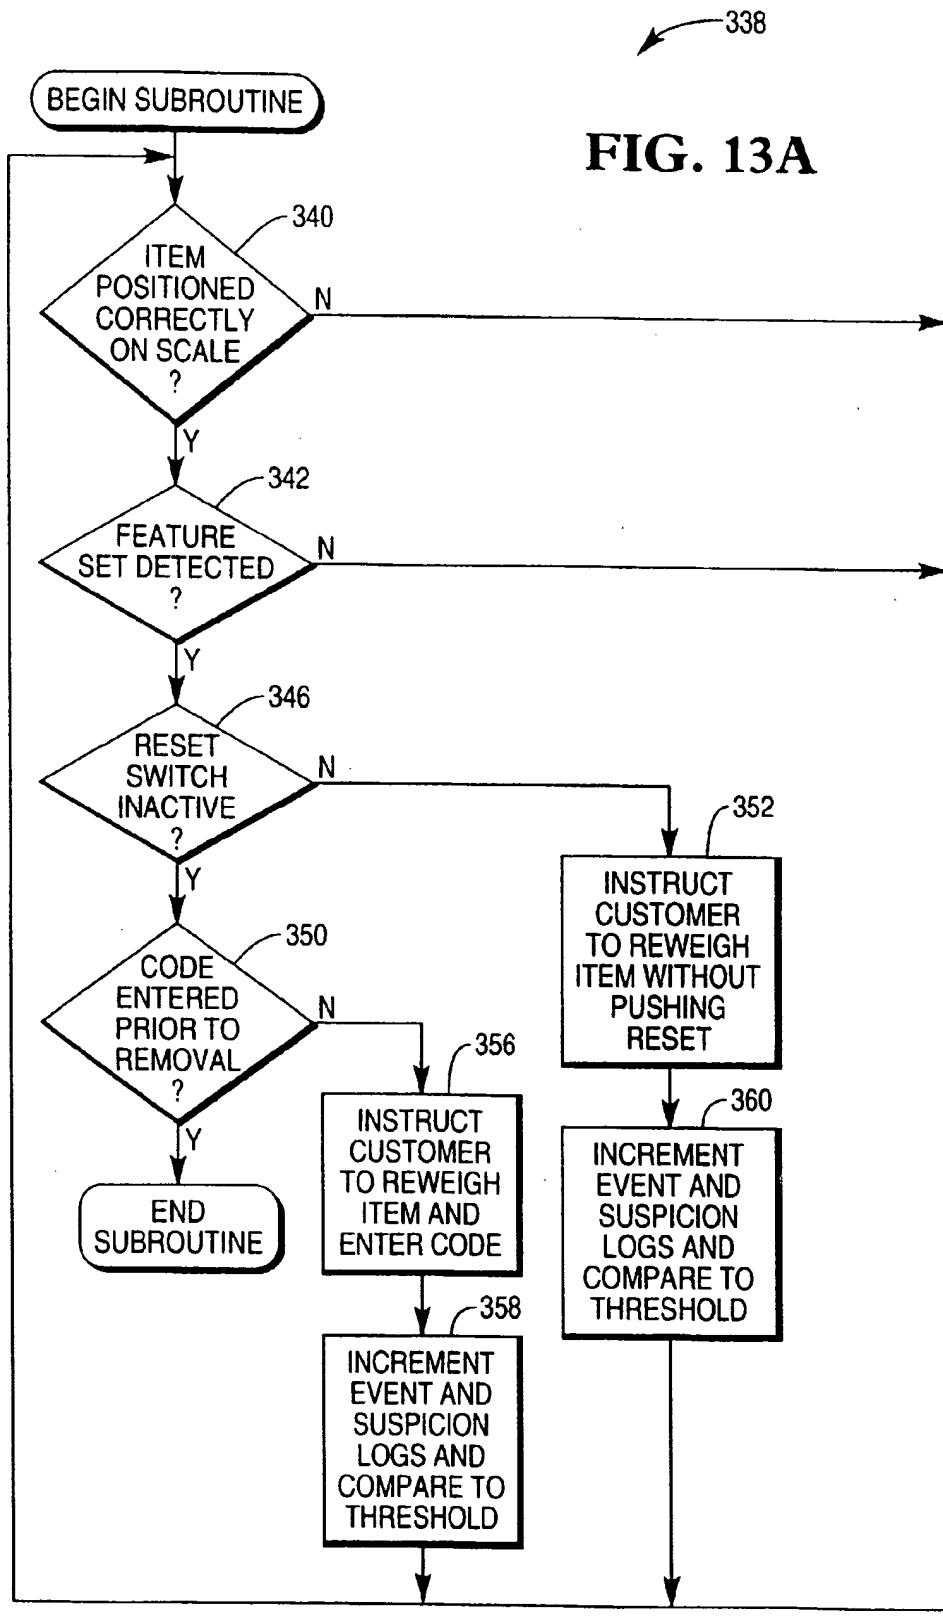 338
BEGIN SUBROUTINE
FIG. 13A
340
ITEM
POSITIONED
CORRECTLY
ON SCALE
?
N
Y
342
FEATURE
SET DETECTED
?
N
Y
346
RESET
SWITCH
INACTIVE
?
N
Y
352
INSTRUCT
CUSTOMER
TO REWEIGH
ITEM WITHOUT
PUSHING
RESET
350
CODE
ENTERED
PRIOR TO
REMOVAL
?
N
Y
356
INSTRUCT
CUSTOMER
TO REWEIGH
ITEM AND
ENTER CODE
360
INCREMENT
EVENT AND
SUSPICION
LOGS AND
COMPARE TO
THRESHOLD
END
SUBROUTINE
358
INCREMENT
EVENT AND
SUSPICION
LOGS AND
COMPARE TO
THRESHOLD